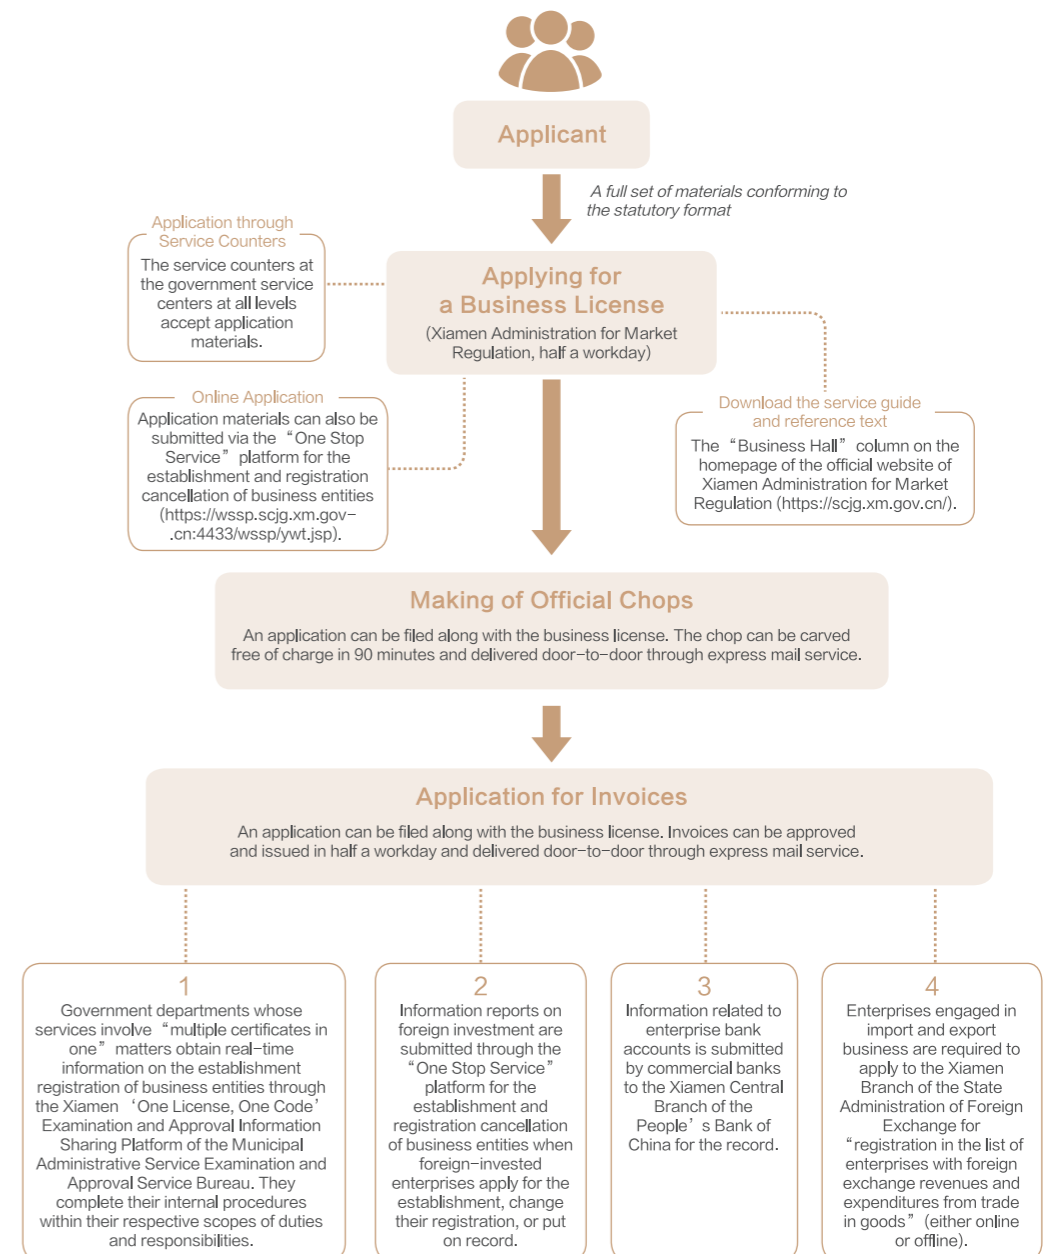 Applicant
A full set of materials conforming to
the statutory format
Application through
Service Counters
The service counters at
the government service
centers at all levels
accept application
materials.
Applying for
a Business License
(Xiamen Administration for Market
Regulation, half a workday)
Online Application
Application materials can also be
submitted via the “One Stop
Service” platform for the
establishment and registration
cancellation of business entities
(https://wssp.scjg.xm.gov-
.cn:4433/wssp/ywt.jsp).
Download the service guide
and reference text
The “Business Hall” column on the
homepage of the official website of
Xiamen Administration for Market
Regulation (https://scjg.xm.gov.cn/).
Making of Official Chops
An application can be filed along with the business license. The chop can be carved
free of charge in 90 minutes and delivered door-to-door through express mail service.
Application for Invoices
An application can be filed along with the business license. Invoices can be approved
and issued in half a workday and delivered door-to-door through express mail service.
1
Government departments whose
services involve “multiple certificates in
one” matters obtain real-time
information on the establishment
registration of business entities through
the Xiamen ‘One License, One Code’
Examination and Approval Information
Sharing Platform of the Municipal
Administrative Service Examination and
Approval Service Bureau. They
complete their internal procedures
within their respective scopes of duties
and responsibilities.
2
Information reports on
foreign investment are
submitted through the
“One Stop Service”
platform for the
establishment and
registration cancellation
of business entities when
foreign-invested
enterprises apply for the
establishment, change
their registration, or put
on record.
3
Information related to
enterprise bank
accounts is submitted
by commercial banks
to the Xiamen Central
Branch of the
People’s Bank of
China for the record.
4
Enterprises engaged in
import and export
business are required to
apply to the Xiamen
Branch of the State
Administration of Foreign
Exchange for
“registration in the list of
enterprises with foreign
exchange revenues and
expenditures from trade
in goods” (either online
or offline).